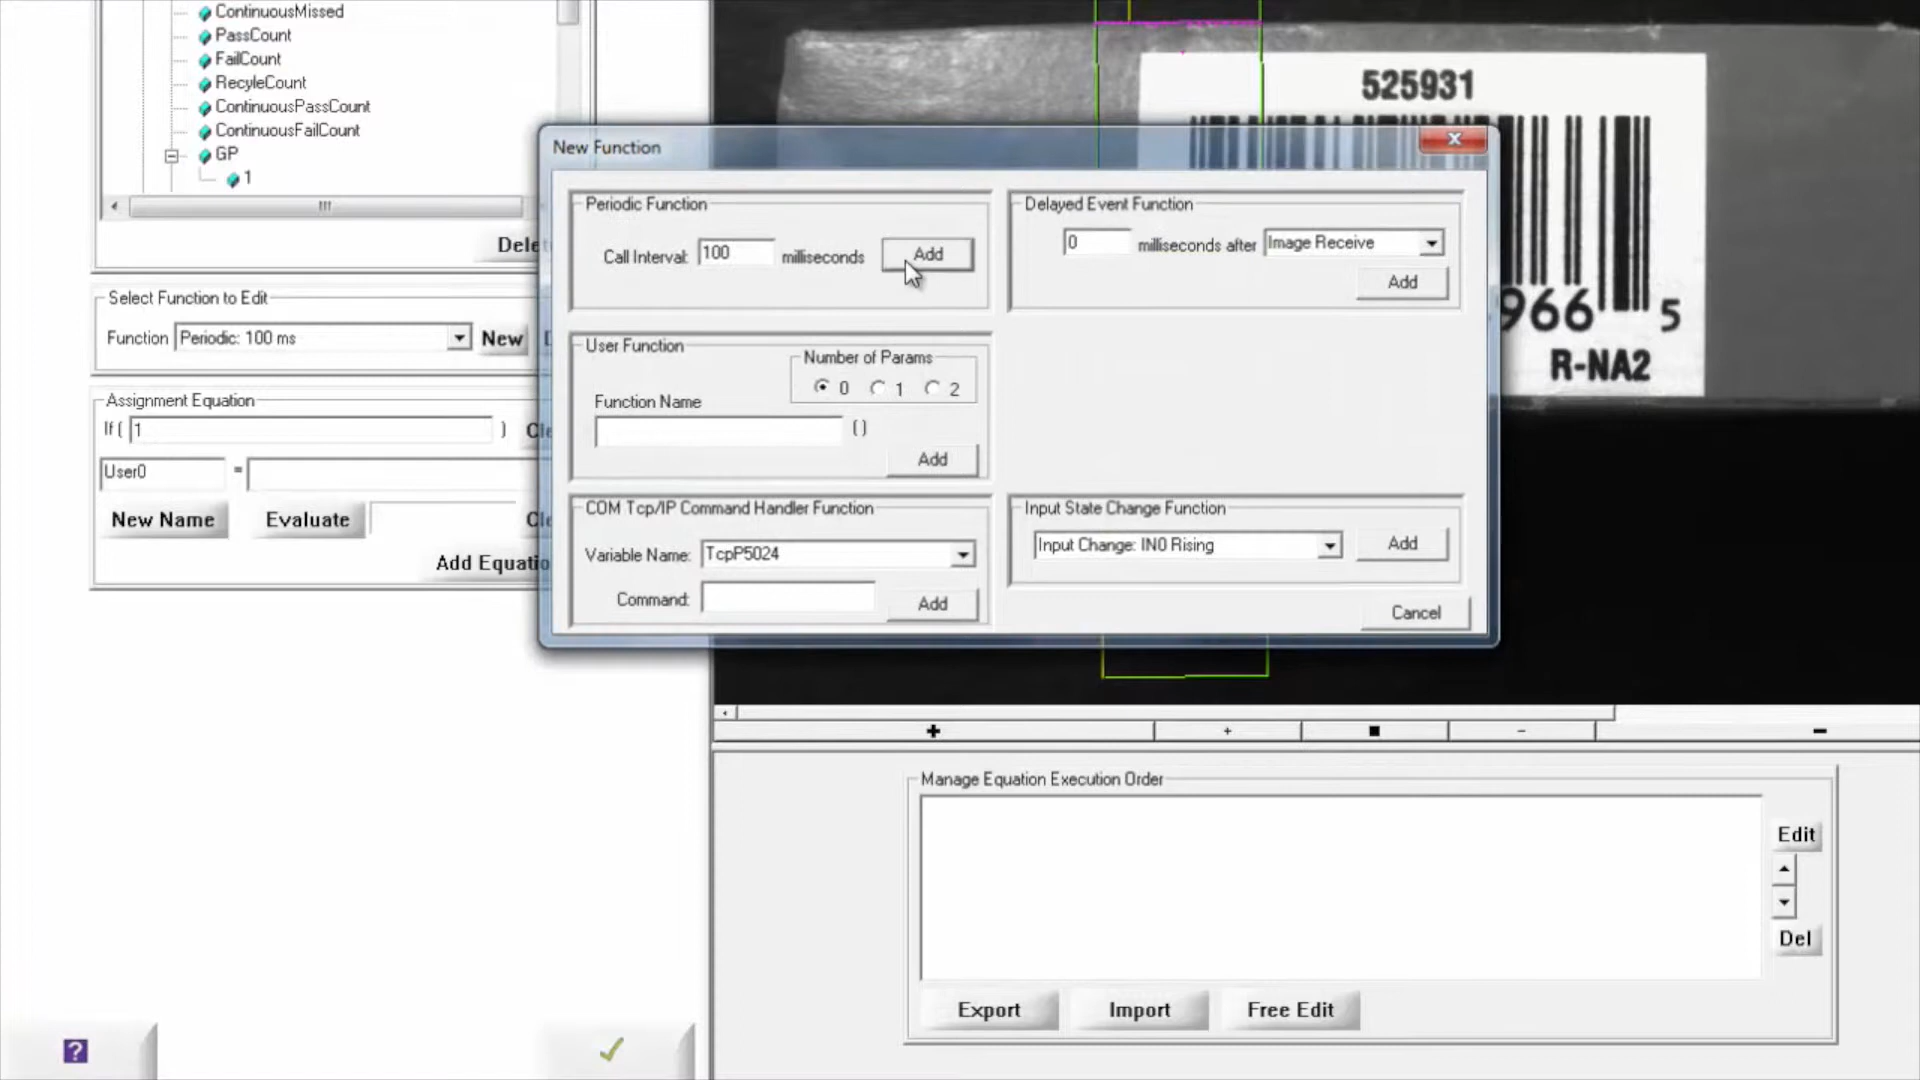 ContinuousMissed
PassCount
FailCount
RecyleCount
ContinuousPassCount
ContinuousFailCount
GP
1
Select Function to Edit
Function Periodic: 100 ms New
Assignment Equation
If ( 1 )
User0 =
New Name Evaluate
New Function
Periodic Function
Call Interval: 100 milliseconds Add
Delayed Event Function
0 milliseconds after Image Receive
Add
User Function
Number of Params
0 1 2
Function Name
()
Add
COM Tcp/IP Command Handler Function
Variable Name: TcpP5024
Command: Add
Input State Change Function
Input Change: IN0 Rising Add
Cancel
525931
966 5
R-NA2
+ + ■ - -
Manage Equation Execution Order
Edit
Del
Export Import Free Edit
?